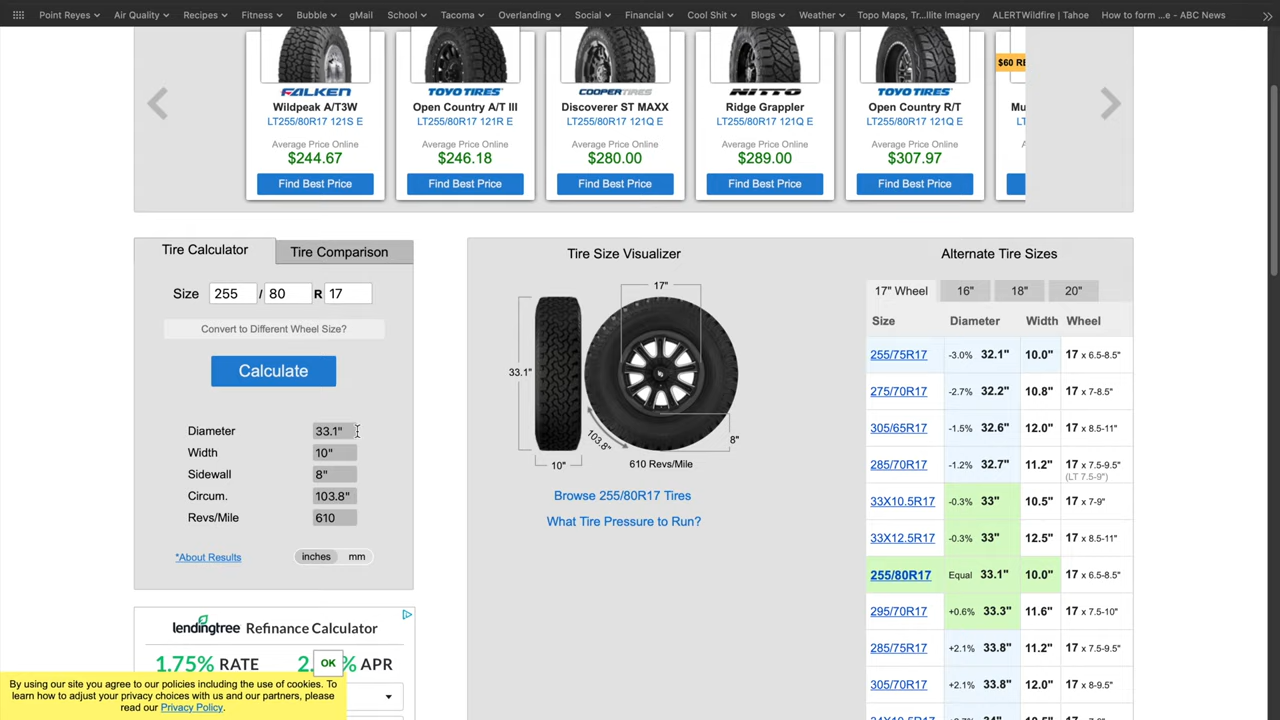 Point Reyes Air Quality Recipes Fitness Bubble gMail School Tacoma Overlanding Social Financial Cool Shit Blogs Weather Topo Maps, Tr...llite Imagery ALERTWildfire | Tahoe How to form ...e - ABC News
FALKEN TOYO TIRES COOPERTIRES NITTO TOYO TIRES
$60 RE
Wildpeak A/T3W Open Country A/T III Discoverer ST MAXX Ridge Grappler Open Country R/T Mu
LT255/80R17 121S E LT255/80R17 121R E LT255/80R17 121Q E LT255/80R17 121Q E LT255/80R17 121Q E LT
Average Price Online Average Price Online Average Price Online Average Price Online Average Price Online
$244.67 $246.18 $280.00 $289.00 $307.97
Find Best Price Find Best Price Find Best Price Find Best Price Find Best Price
Tire Calculator Tire Comparison
Size 255 / 80 R 17
Convert to Different Wheel Size?
Calculate
Diameter 33.1"
Width 10"
Sidewall 8"
Circum. 103.8"
Revs/Mile 610
*About Results inches mm
Tire Size Visualizer
17"
33.1"
103.8"
8"
10"
610 Revs/Mile
Browse 255/80R17 Tires
What Tire Pressure to Run?
Alternate Tire Sizes
17" Wheel 16" 18" 20"
Size Diameter Width Wheel
255/75R17 -3.0% 32.1" 10.0" 17 x 6.5-8.5"
275/70R17 -2.7% 32.2" 10.8" 17 x 7-8.5"
305/65R17 -1.5% 32.6" 12.0" 17 x 8.5-11"
285/70R17 -1.2% 32.7" 11.2" 17 x 7.5-9.5"
(LT 7.5-9")
33X10.5R17 -0.3% 33" 10.5" 17 x 7-9"
33X12.5R17 -0.3% 33" 12.5" 17 x 8.5-11"
255/80R17 Equal 33.1" 10.0" 17 x 6.5-8.5"
295/70R17 +0.6% 33.3" 11.6" 17 x 7.5-10"
285/75R17 +2.1% 33.8" 11.2" 17 x 7.5-9.5"
305/70R17 +2.1% 33.8" 12.0" 17 x 8-9.5"
lendingtree Refinance Calculator
1.75% RATE 2. % APR
OK
By using our site you agree to our policies including the use of cookies. To
learn how to adjust your privacy choices with us and our partners, please
read our Privacy Policy.